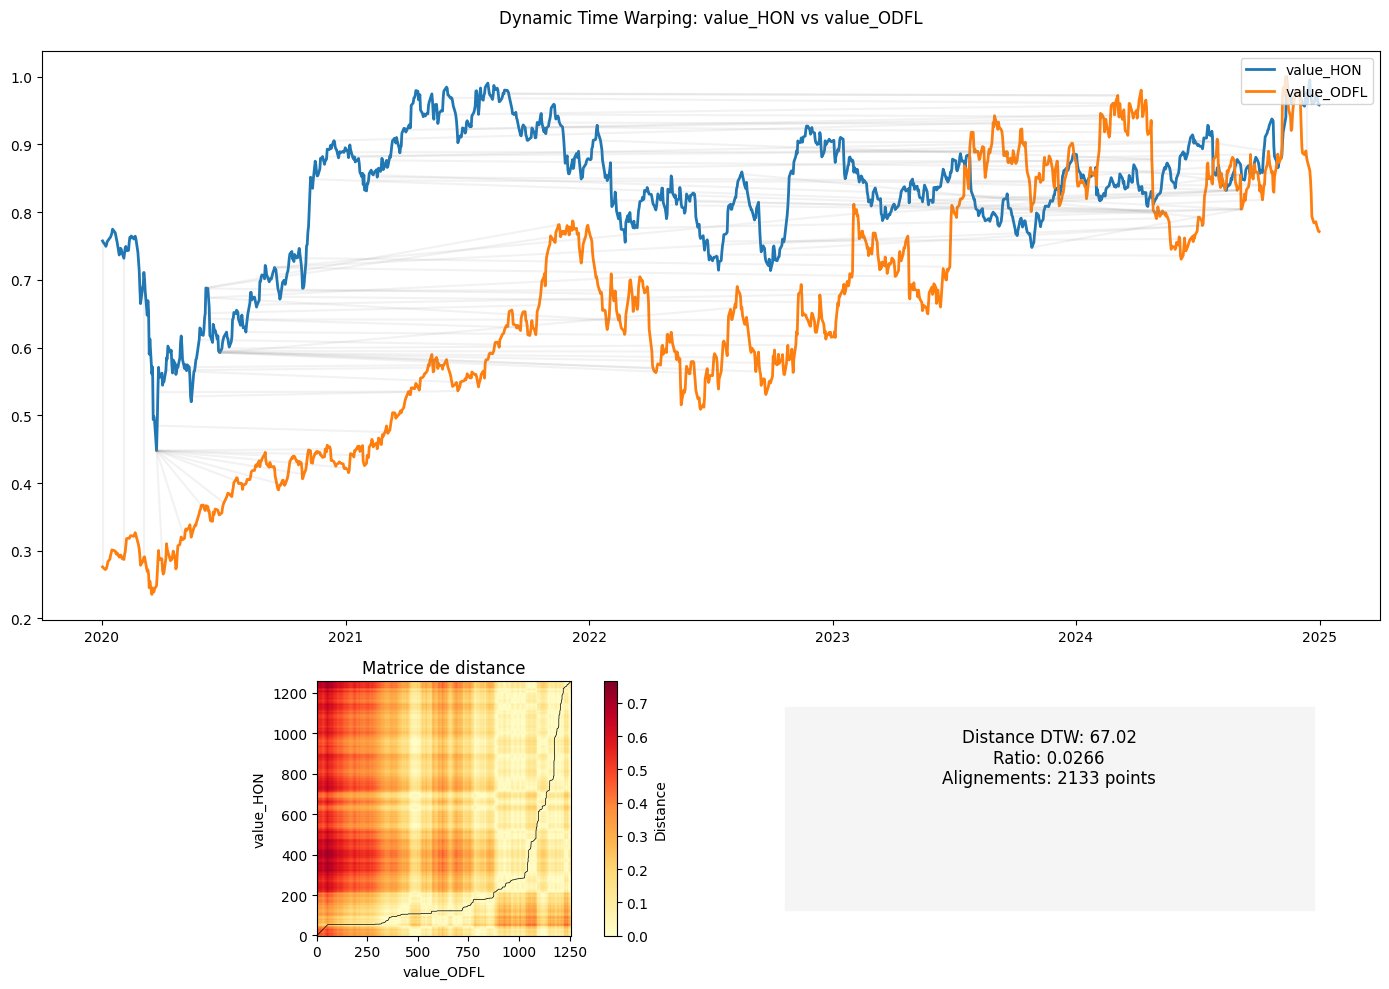 Dynamic Time Warping: value_HON vs value_ODFL
value_HON
value_ODFL
1.0
0.9
0.8
0.7
0.6
0.5
0.4
0.3
0.2
2020 2021 2022 2023 2024 2025
Matrice de distance
value_HON
1200
1000
800
600
400
200
0
0 250 500 750 1000 1250
value_ODFL
0.7
0.6
0.5
0.4
0.3
0.2
0.1
0.0
Distance
Distance DTW: 67.02
Ratio: 0.0266
Alignements: 2133 points